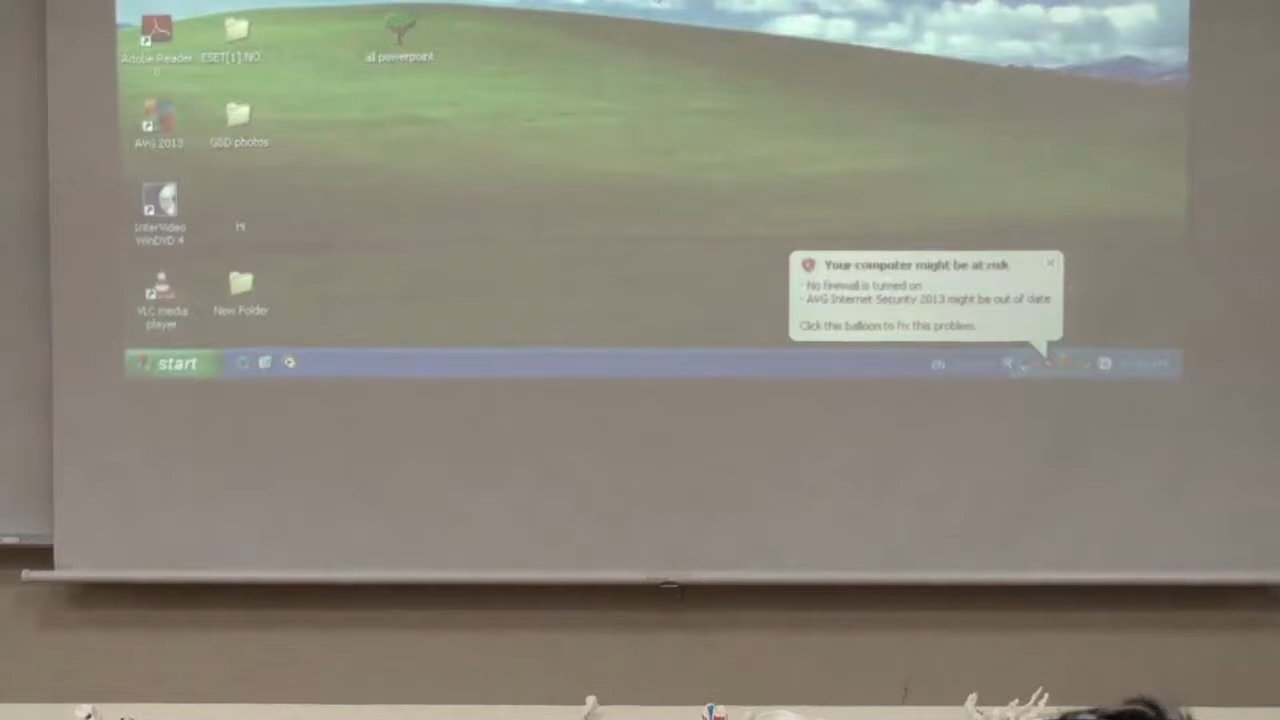 Adobe Reader
ESET[1].NO.
all powerpoint
AVG 2013
GSD photos
InterVideo
WinDVD 4
Hi
VLC media
player
New Folder
Your computer might be at risk
· No firewall is turned on
· AVG Internet Security 2013 might be out of date
Click this balloon to fix this problem.
start
EN